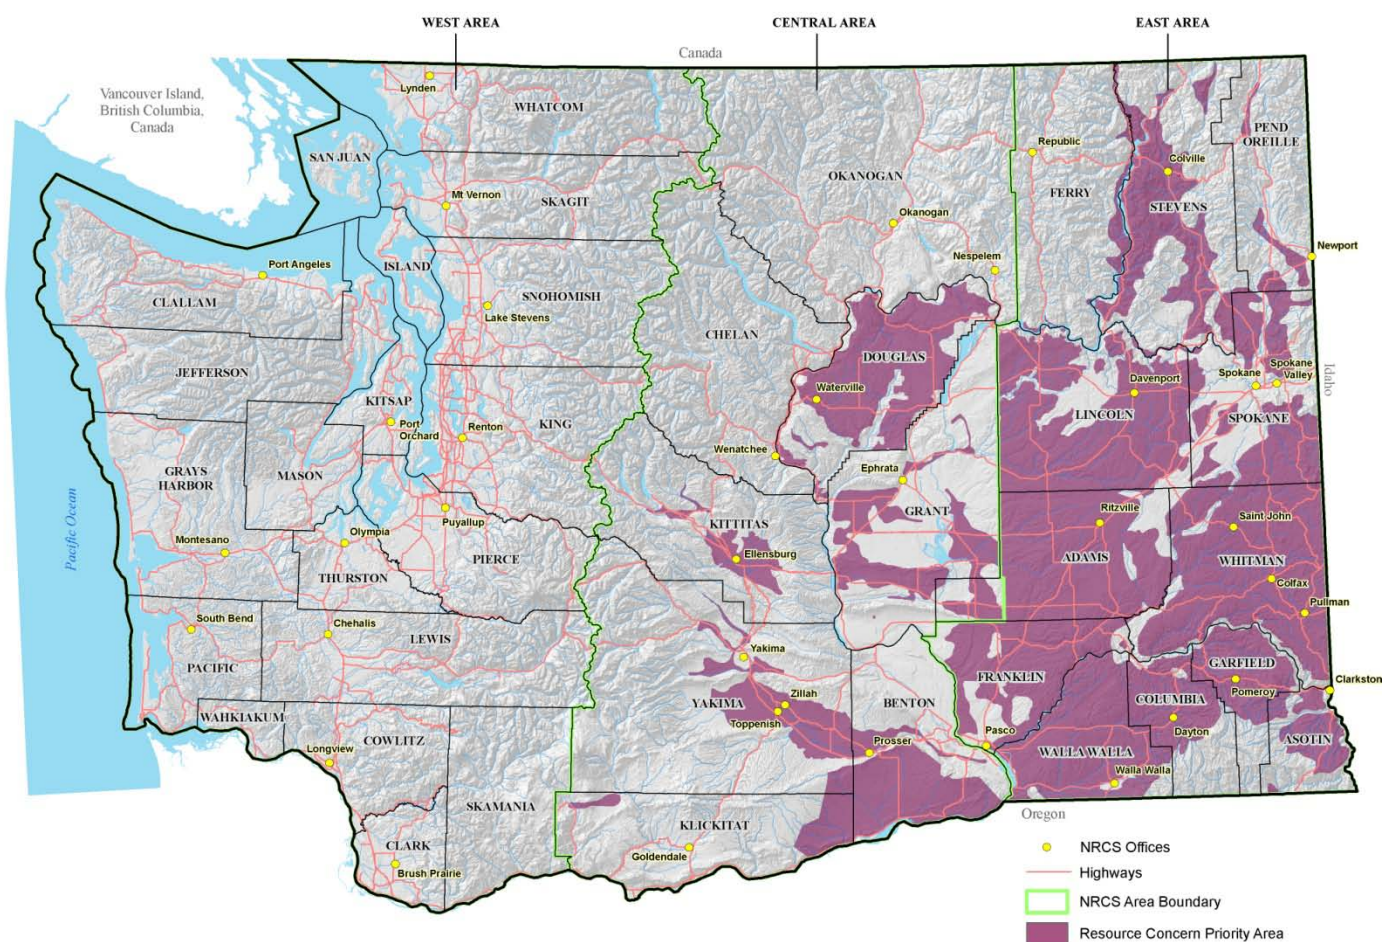 WEST AREA
CENTRAL AREA
EAST AREA
Canada
Vancouver Island,
British Columbia,
Canada
Lynden
WHATCOM
SAN JUAN
Mt Vernon
SKAGIT
ISLAND
Port Angeles
CLALLAM
SNOHOMISH
Lake Stevens
JEFFERSON
KITSAP
Port
Orchard
Renton
KING
GRAYS
HARBOR
MASON
Puyallup
Olympia
Montesano
PIERCE
THURSTON
Pacific Ocean
South Bend
Chehalis
LEWIS
PACIFIC
WAHKIAKUM
COWLITZ
Longview
SKAMANIA
CLARK
Brush Prairie
OKANOGAN
Okanogan
Nespelem
CHELAN
DOUGLAS
Waterville
Wenatchee
Ephrata
GRANT
KITTITAS
Ellensburg
Yakima
YAKIMA
Zillah
Toppenish
BENTON
Prosser
KLICKITAT
Goldendale
Republic
FERRY
Colville
STEVENS
PEND
OREILLE
Newport
Davenport
LINCOLN
Spokane
Spokane
Valley
SPOKANE
Idaho
Ritzville
ADAMS
Saint John
WHITMAN
Colfax
Pullman
FRANKLIN
Pasco
GARFIELD
Pomeroy
Clarkston
COLUMBIA
Dayton
ASOTIN
WALLA WALLA
Walla Walla
Oregon
NRCS Offices
Highways
NRCS Area Boundary
Resource Concern Priority Area